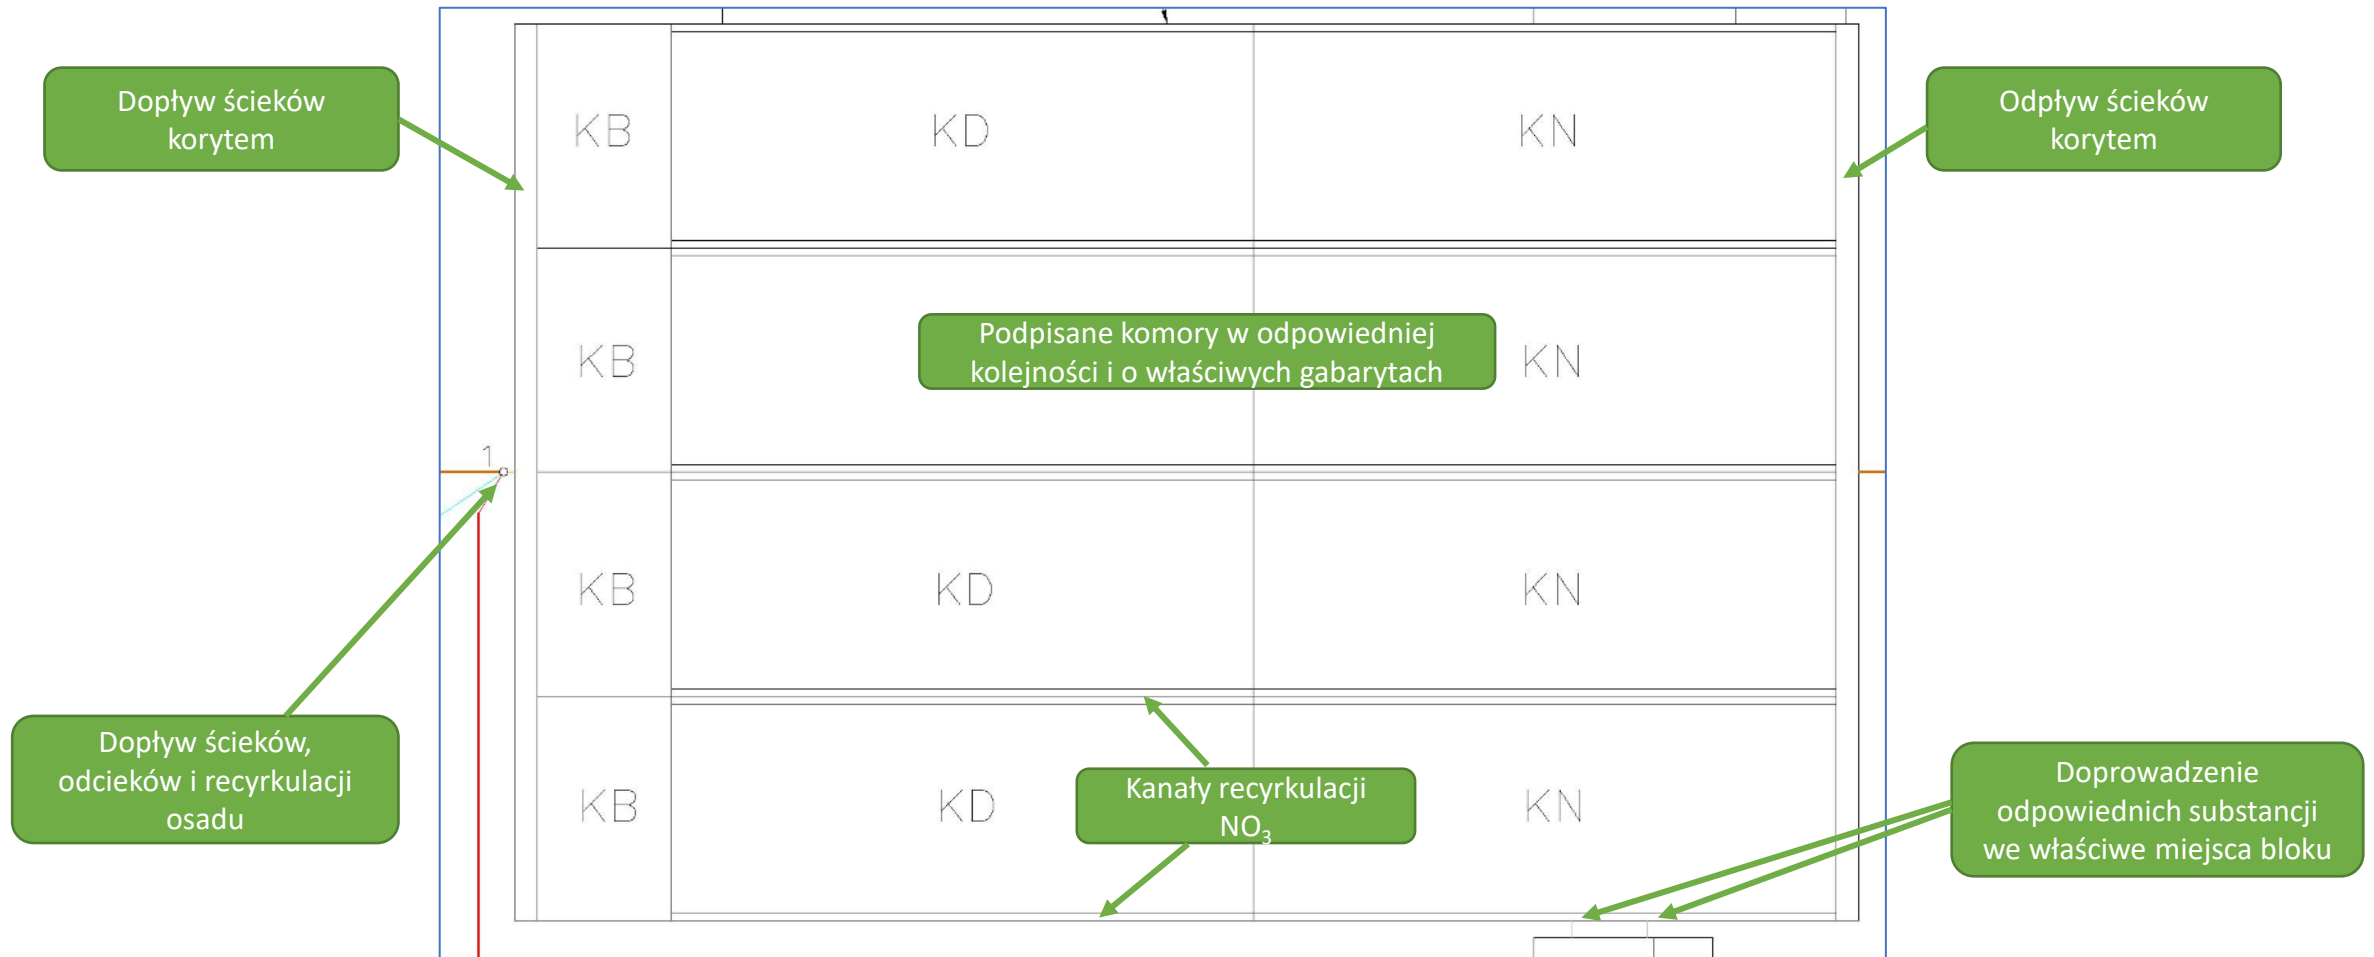 Dopływ ścieków
korytem
Odpływ ścieków
korytem
KB
KD
KN
KB
Podpisane komory w odpowiedniej
kolejności i o właściwych gabarytach
KN
1
KB
KD
KN
Dopływ ścieków,
odcieków i recyrkulacji
osadu
KB
KD
Kanały recyrkulacji
NO₃
KN
Doprowadzenie
odpowiednich substancji
we właściwe miejsca bloku